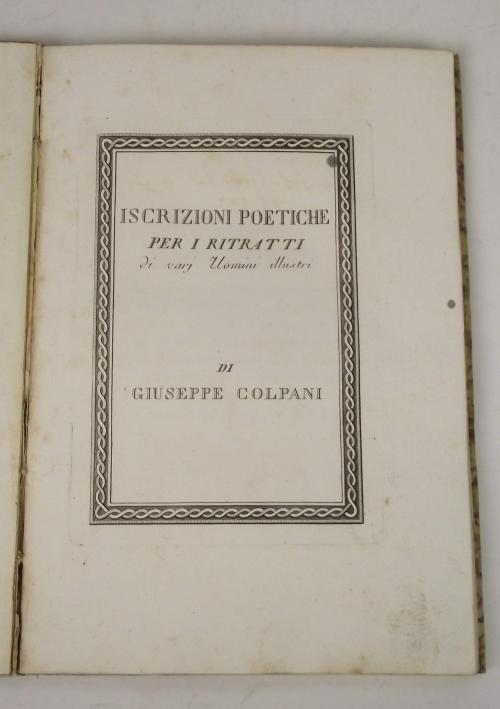 ISCRIZIONI POETICHE
PER I RITRATTI
di varj Uomini illustri
DI
GIUSEPPE COLPANI